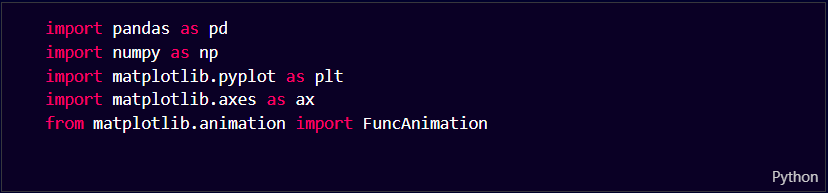 import pandas as pd
import numpy as np
import matplotlib.pyplot as plt
import matplotlib.axes as ax
from matplotlib.animation import FuncAnimation
Python